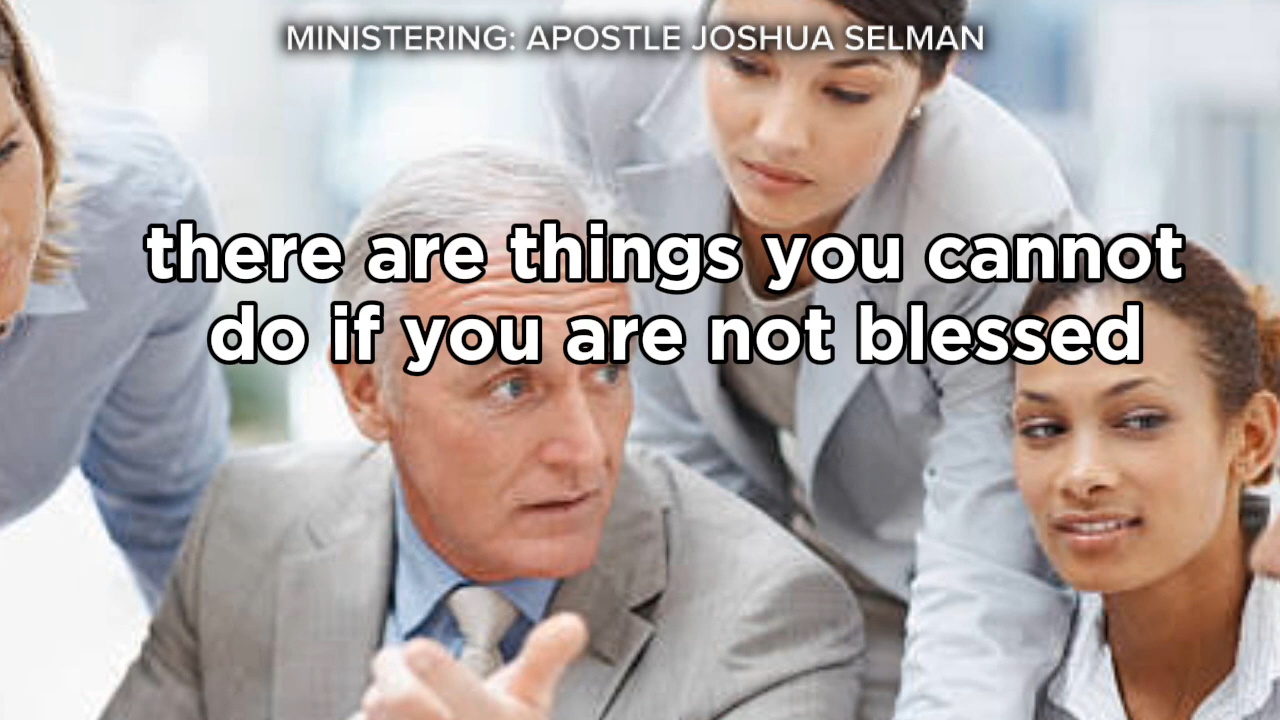 MINISTERING: APOSTLE JOSHUA SELMAN
there are things you cannot
do if you are not blessed